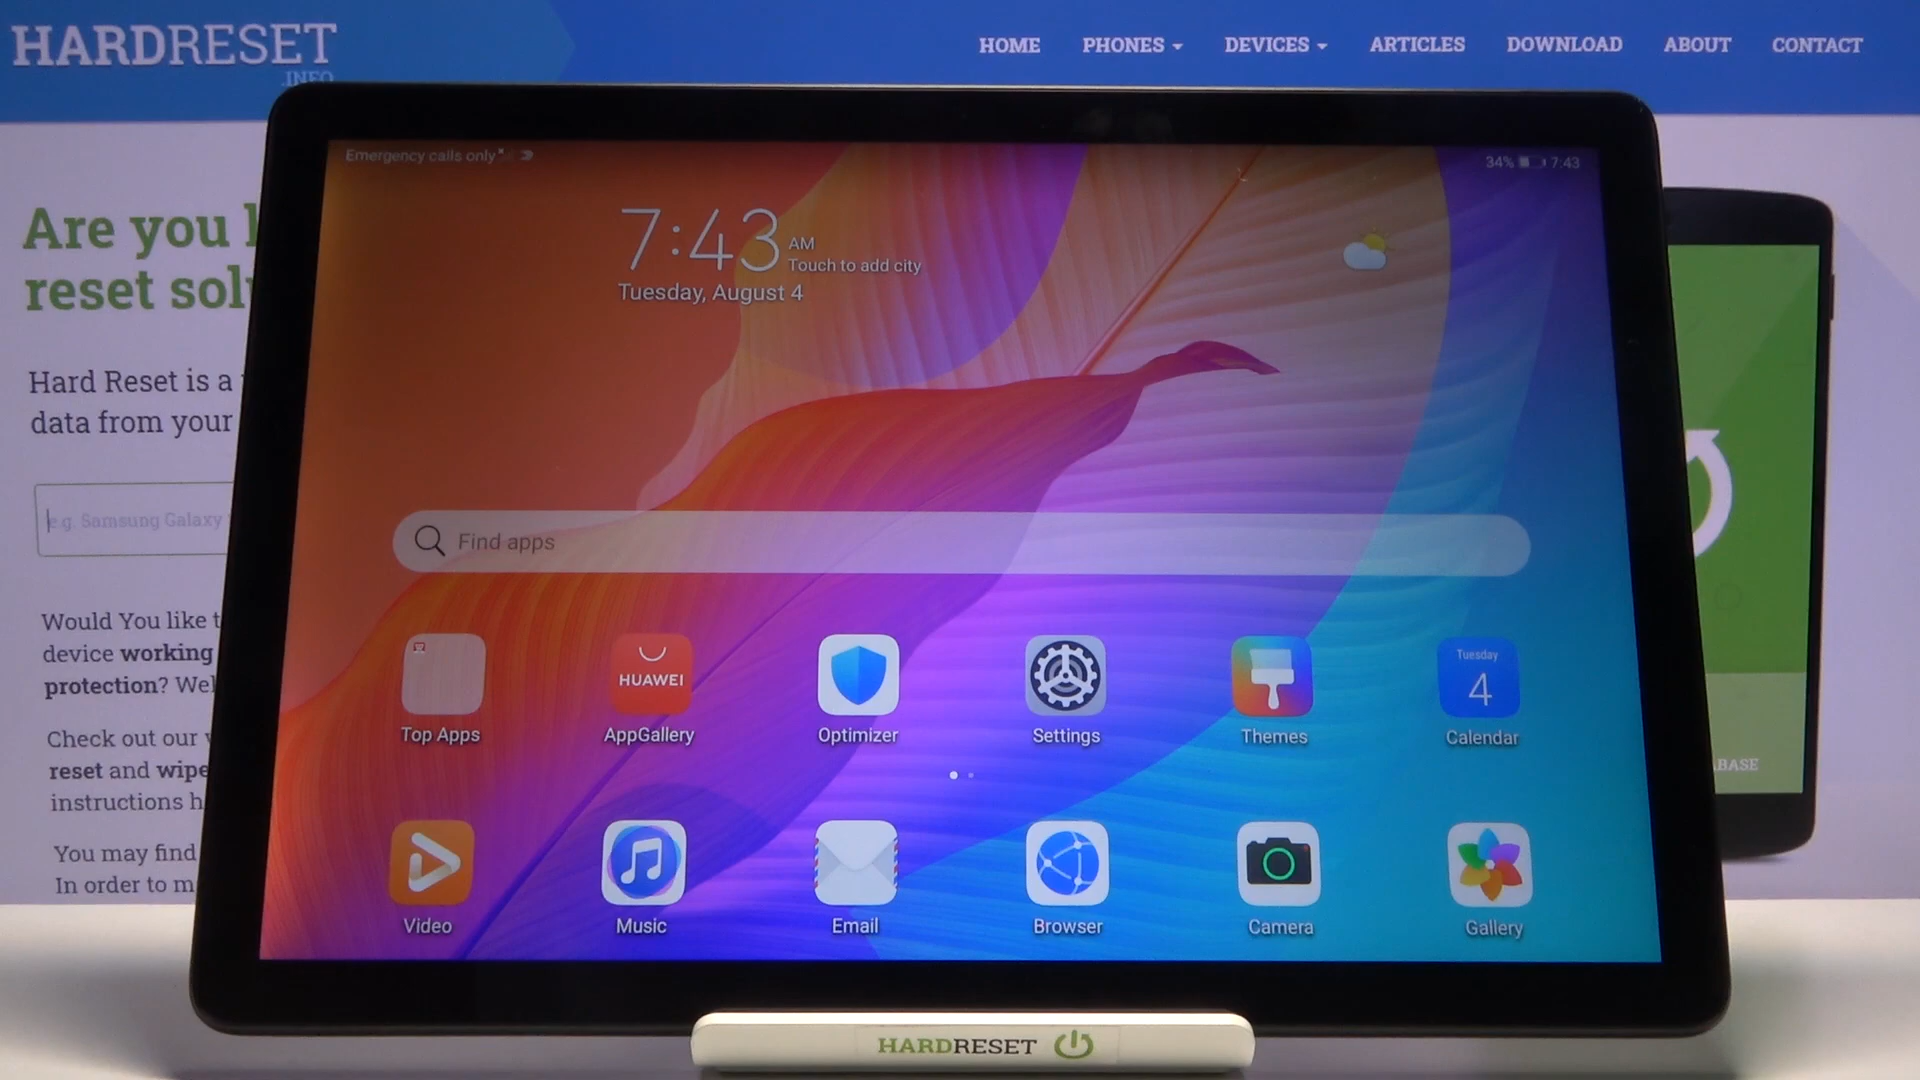 HARDRESET
.INFO
HOME PHONES DEVICES ARTICLES DOWNLOAD ABOUT CONTACT
Are you
reset sol
Hard Reset is a
data from your
e.g. Samsung Galaxy
Would You like t
device working
protection? Wel
Check out our
reset and wipe
instructions h
You may find
In order to m
BASE
Emergency calls only
34% 7:43
7:43 AM
Touch to add city
Tuesday, August 4
Find apps
HUAWEI
Tuesday
4
Top Apps AppGallery Optimizer Settings Themes Calendar
Video Music Email Browser Camera Gallery
HARDRESET